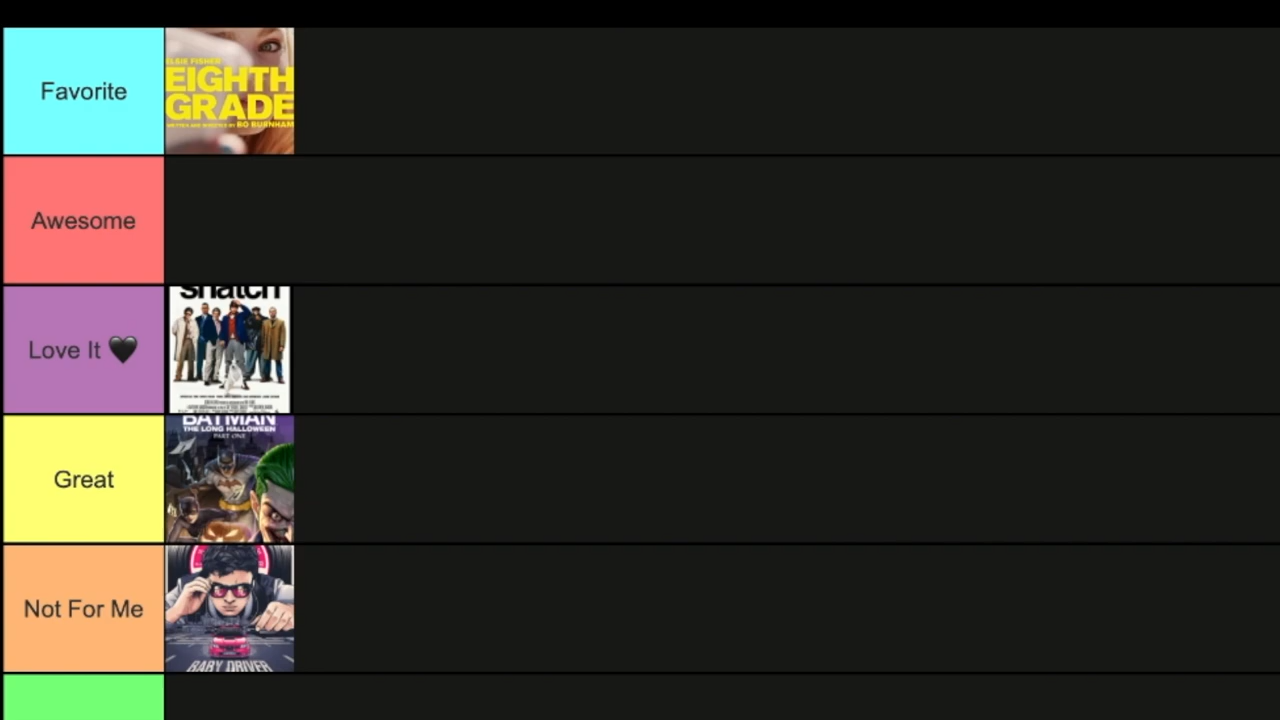 Favorite
ELSIE FISHER
EIGHTH
GRADE
WRITTEN AND DIRECTED BY BO BURNHAM
Awesome
Love It 🖤
snatch
Great
BATMAN
THE LONG HALLOWEEN
PART ONE
Not For Me
BABY DRIVER